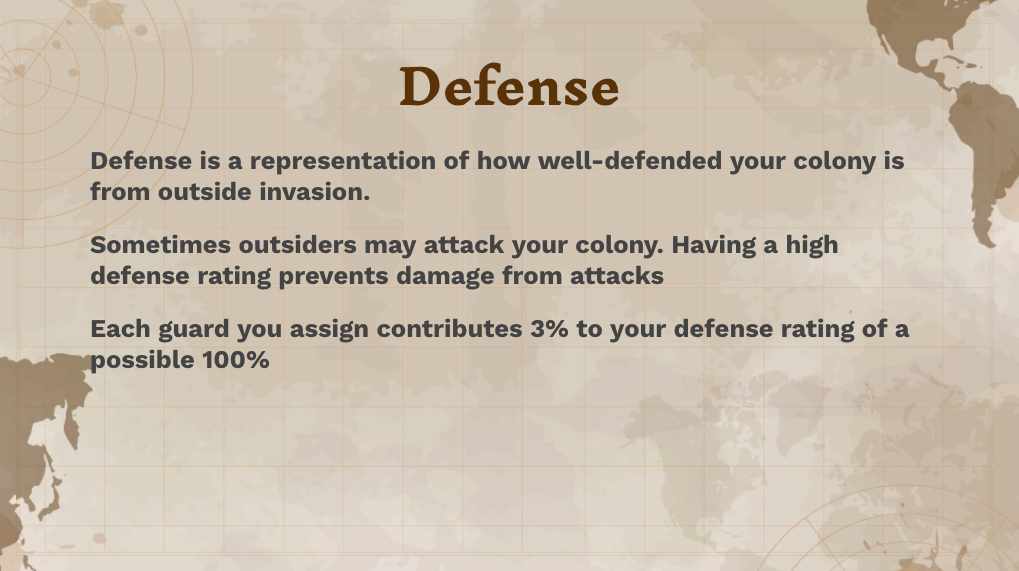 Defense
Defense is a representation of how well-defended your colony is
from outside invasion.
Sometimes outsiders may attack your colony. Having a high
defense rating prevents damage from attacks
Each guard you assign contributes 3% to your defense rating of a
possible 100%